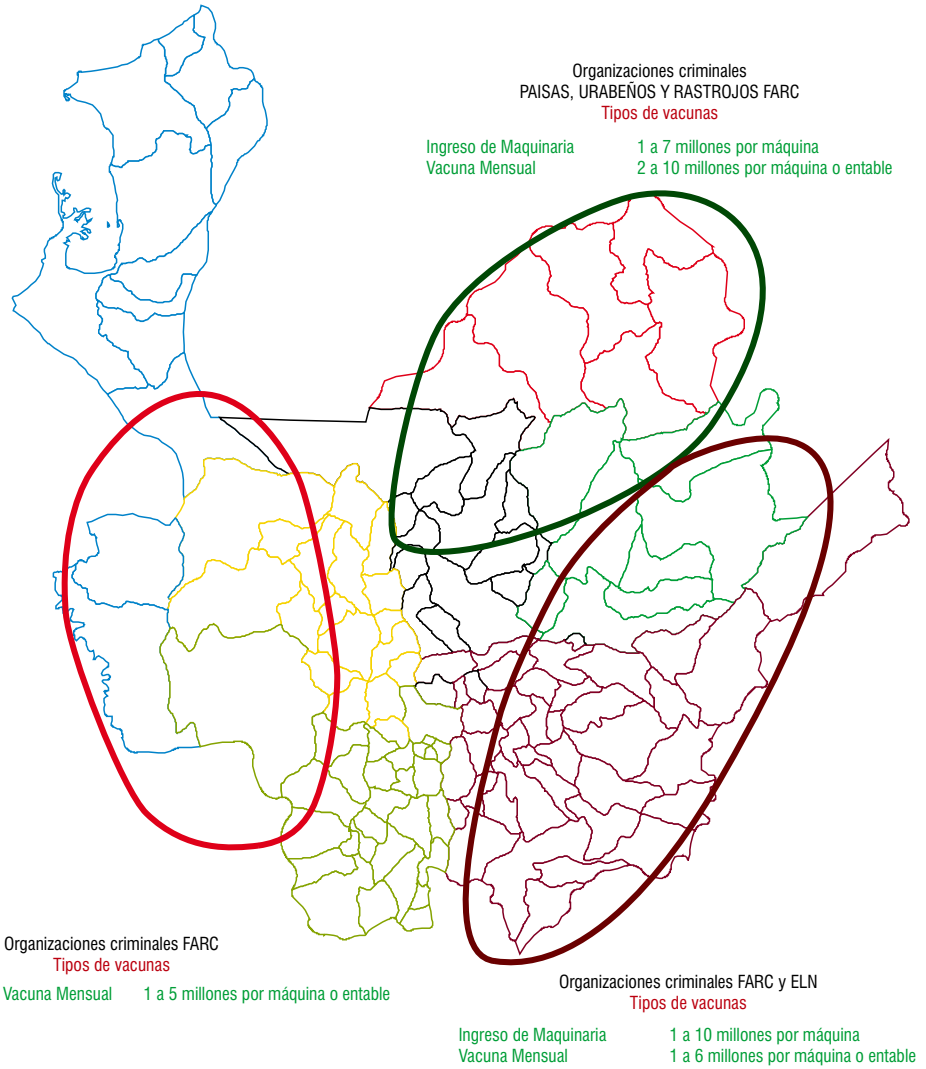 Organizaciones criminales
PAISAS, URABEÑOS Y RASTROJOS FARC
Tipos de vacunas
Ingreso de Maquinaria 1 a 7 millones por máquina
Vacuna Mensual 2 a 10 millones por máquina o entable
Organizaciones criminales FARC
Tipos de vacunas
Vacuna Mensual 1 a 5 millones por máquina o entable
Organizaciones criminales FARC y ELN
Tipos de vacunas
Ingreso de Maquinaria 1 a 10 millones por máquina
Vacuna Mensual 1 a 6 millones por máquina o entable